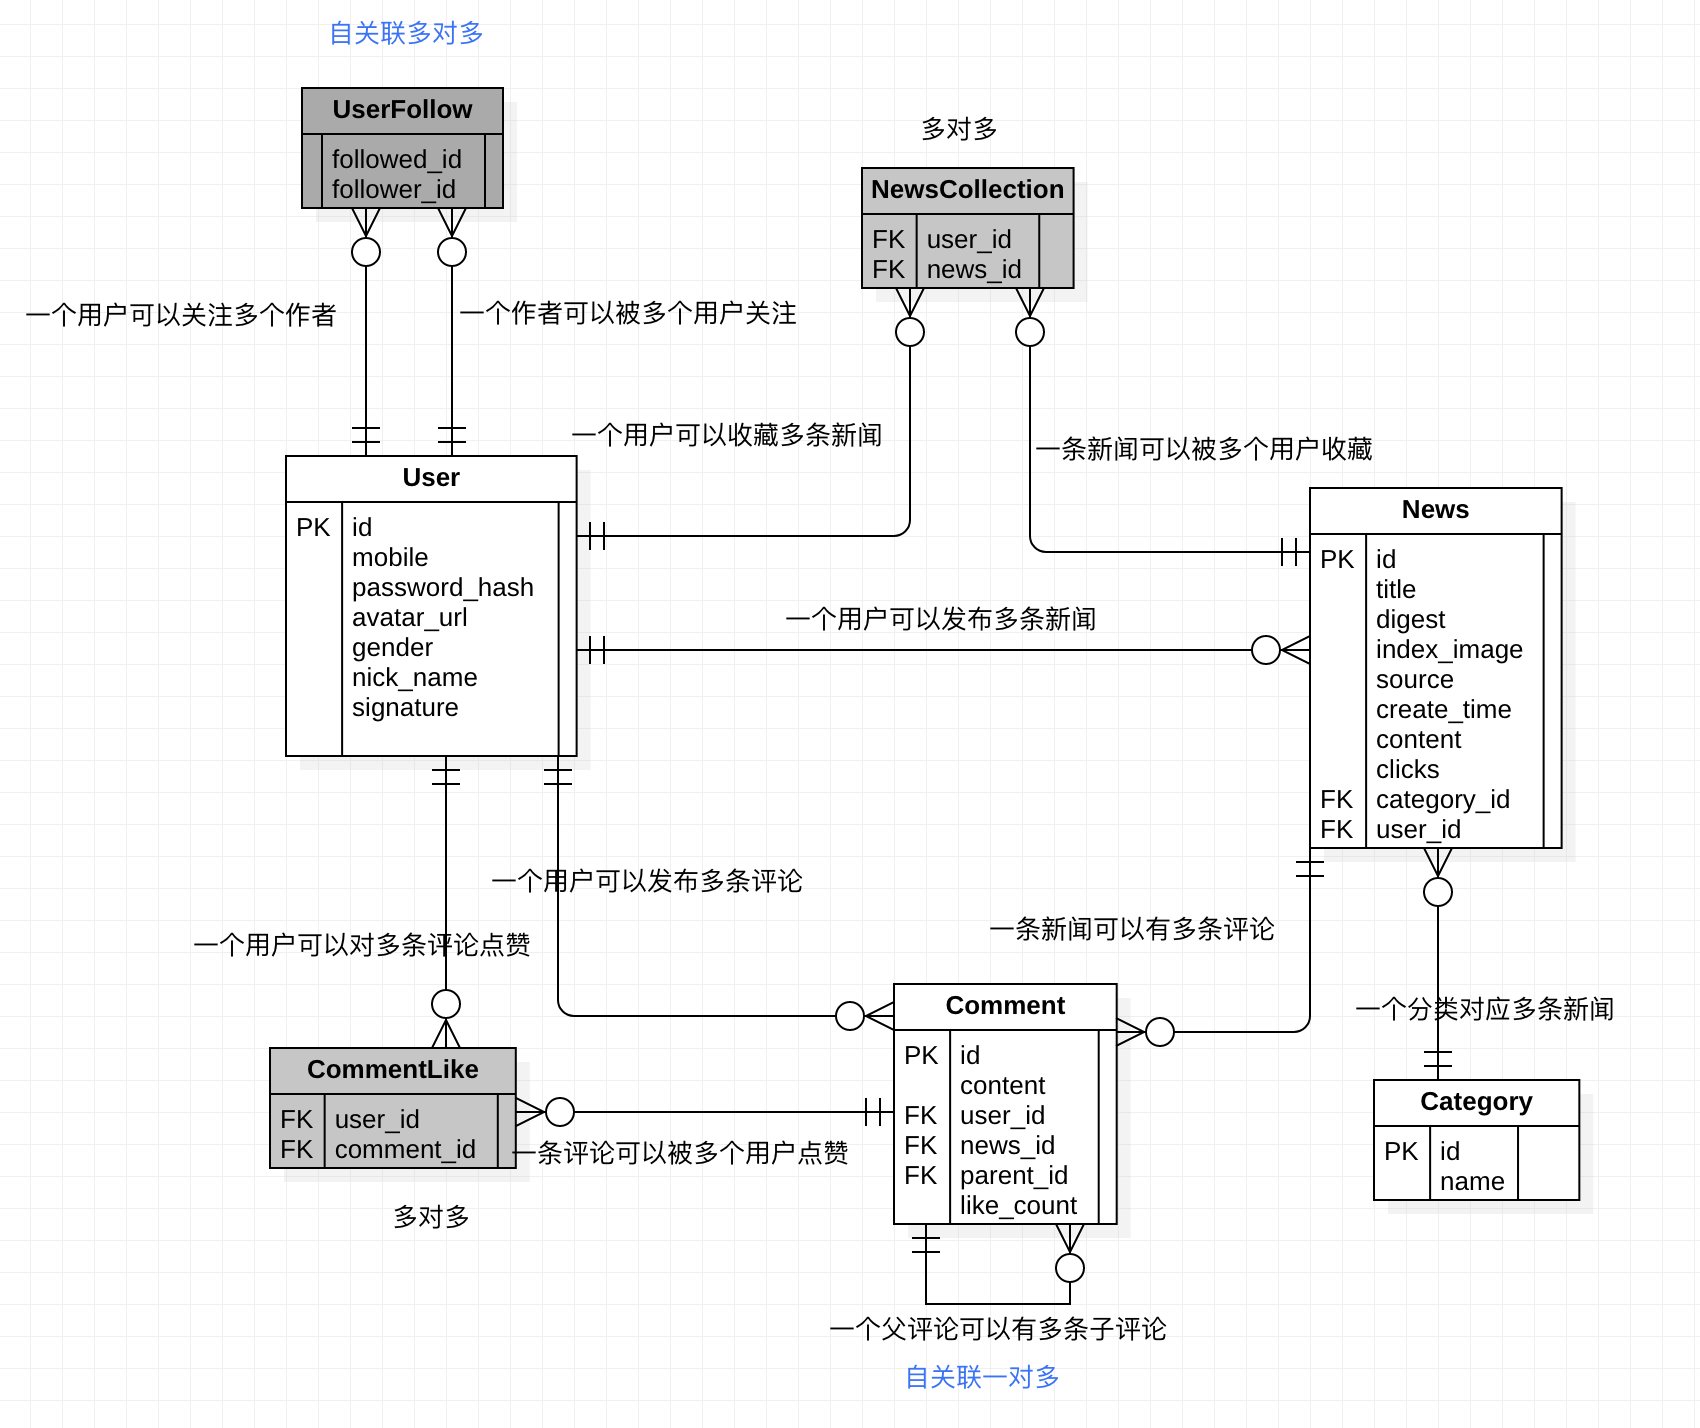 自关联多对多
UserFollow
followed_id
follower_id
多对多
NewsCollection
FK user_id
FK news_id
一个用户可以关注多个作者
一个作者可以被多个用户关注
一个用户可以收藏多条新闻
一条新闻可以被多个用户收藏
User
PK id
mobile
password_hash
avatar_url
gender
nick_name
signature
News
PK id
title
digest
index_image
source
create_time
content
clicks
FK category_id
FK user_id
一个用户可以发布多条新闻
一个用户可以发布多条评论
一个用户可以对多条评论点赞
一条新闻可以有多条评论
一个分类对应多条新闻
CommentLike
FK user_id
FK comment_id
一条评论可以被多个用户点赞
多对多
Comment
PK id
content
FK user_id
FK news_id
FK parent_id
like_count
Category
PK id
name
一个父评论可以有多条子评论
自关联一对多